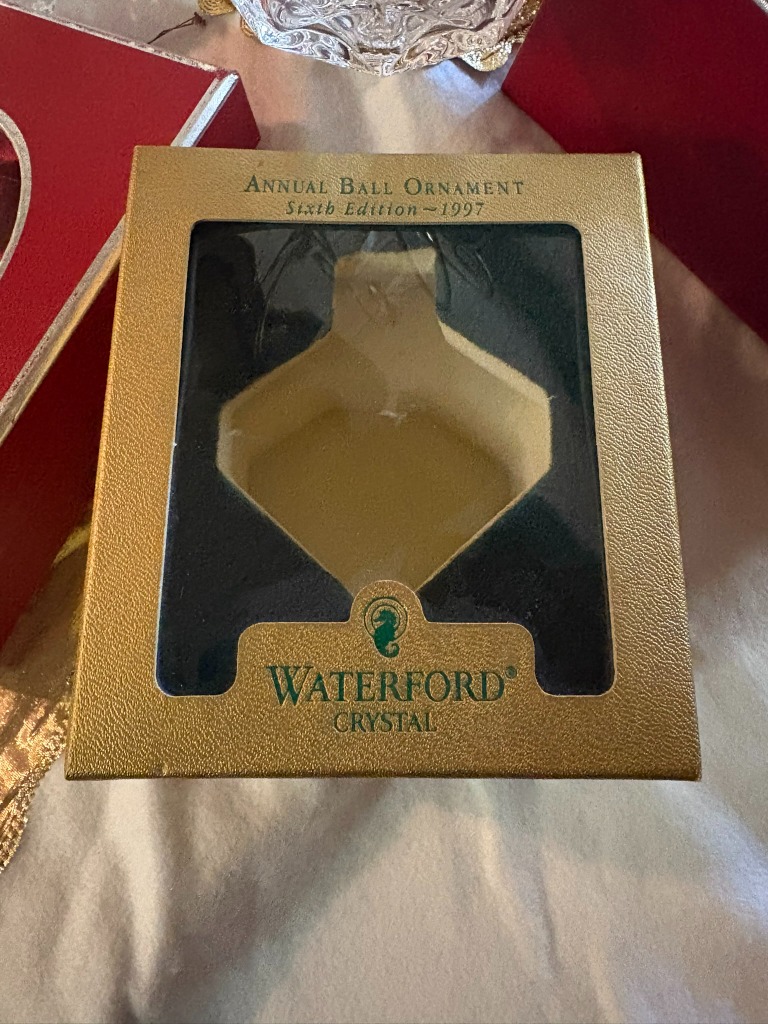 ANNUAL BALL ORNAMENT
Sixth Edition ~ 1997
WATERFORD®
CRYSTAL